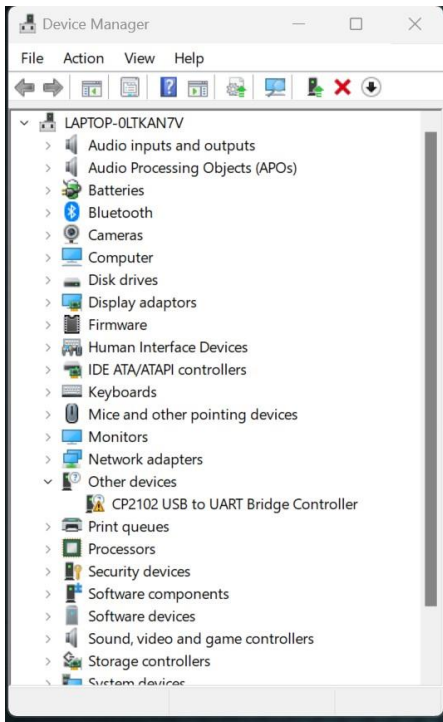 Device Manager
File Action View Help
LAPTOP-0LTKAN7V
Audio inputs and outputs
Audio Processing Objects (APOs)
Batteries
Bluetooth
Cameras
Computer
Disk drives
Display adaptors
Firmware
Human Interface Devices
IDE ATA/ATAPI controllers
Keyboards
Mice and other pointing devices
Monitors
Network adapters
Other devices
CP2102 USB to UART Bridge Controller
Print queues
Processors
Security devices
Software components
Software devices
Sound, video and game controllers
Storage controllers
System devices